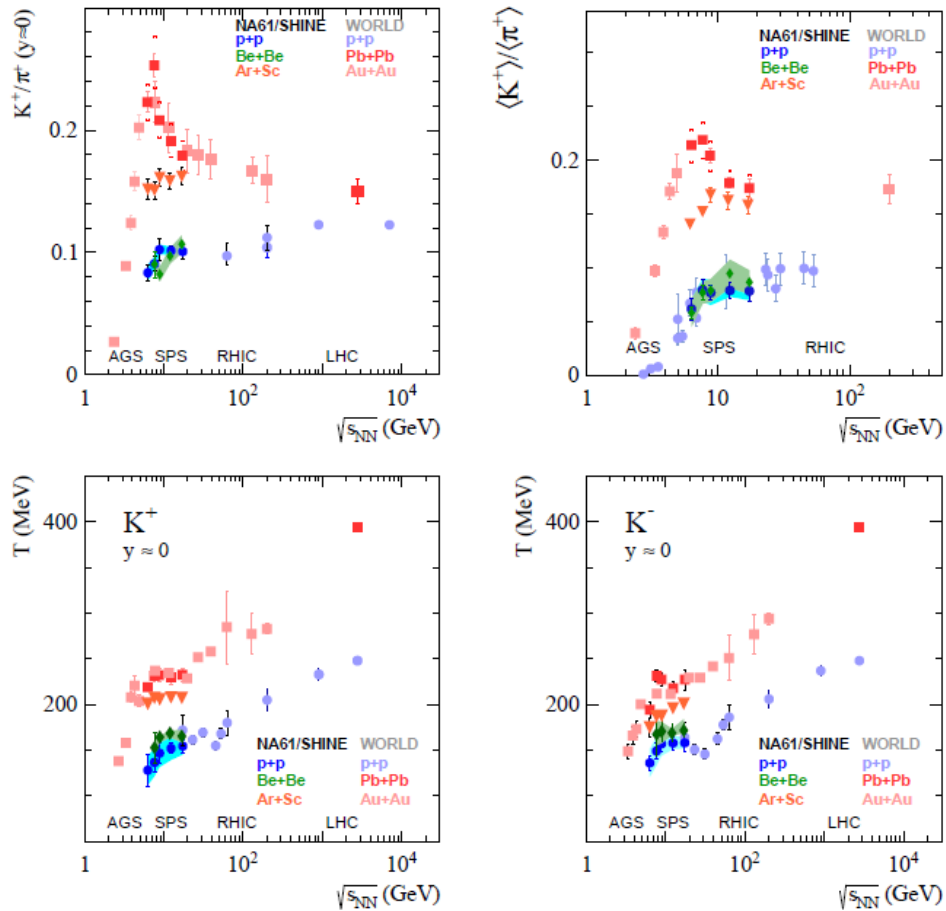 K⁺/π⁺ (y≈0)
NA61/SHINE WORLD
p+p p+p
Be+Be Pb+Pb
Ar+Sc Au+Au
0.2
0.1
0
AGS SPS RHIC LHC
1 10² 10⁴
√sNN (GeV)
⟨K⁺⟩/⟨π⁺⟩
NA61/SHINE WORLD
p+p p+p
Be+Be Pb+Pb
Ar+Sc Au+Au
0.2
0
AGS SPS RHIC
1 10 10²
√sNN (GeV)
T (MeV)
K⁺
y ≈ 0
400
200
NA61/SHINE WORLD
p+p p+p
Be+Be Pb+Pb
Ar+Sc Au+Au
AGS SPS RHIC LHC
1 10² 10⁴
√sNN (GeV)
T (MeV)
K⁻
y ≈ 0
400
200
NA61/SHINE WORLD
p+p p+p
Be+Be Pb+Pb
Ar+Sc Au+Au
AGS SPS RHIC LHC
1 10² 10⁴
√sNN (GeV)